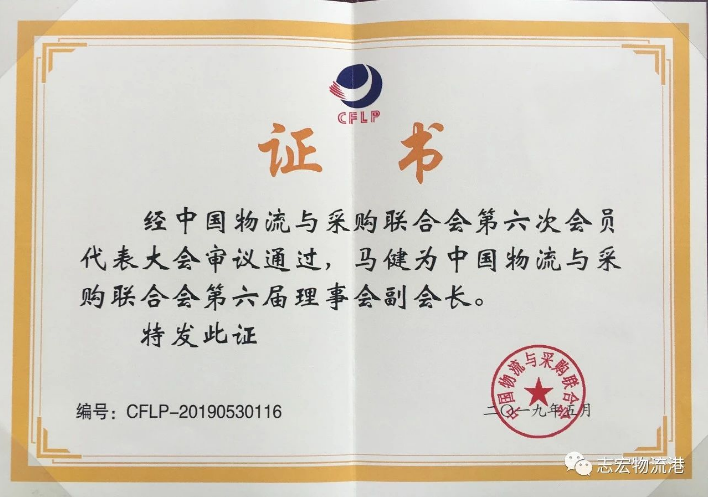 CFLP
证 书
经中国物流与采购联合会第六次会员
代表大会审议通过，马健为中国物流与采
购联合会第六届理事会副会长。
特发此证
中国物流与采购联合会
编号：CFLP-20190530116
二〇一九年五月
志宏物流港